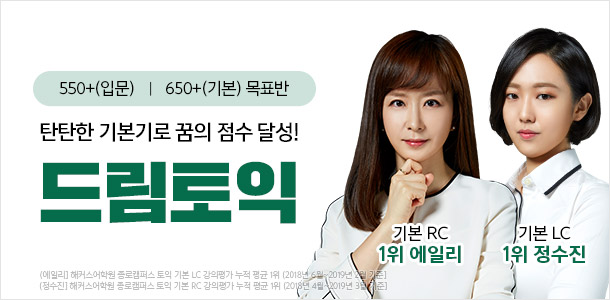 550+(입문) | 650+(기본) 목표반
탄탄한 기본기로 꿈의 점수 달성!
드림토익
기본 RC
1위 에일리
기본 LC
1위 정수진
[에일리] 해커스어학원 종로캠퍼스 토익 기본 LC 강의평가 누적 평균 1위 (2018년 6월~2019년 2월 기준)
[정수진] 해커스어학원 종로캠퍼스 토익 기본 RC 강의평가 누적 평균 1위 (2018년 4월~2019년 3월 기준)